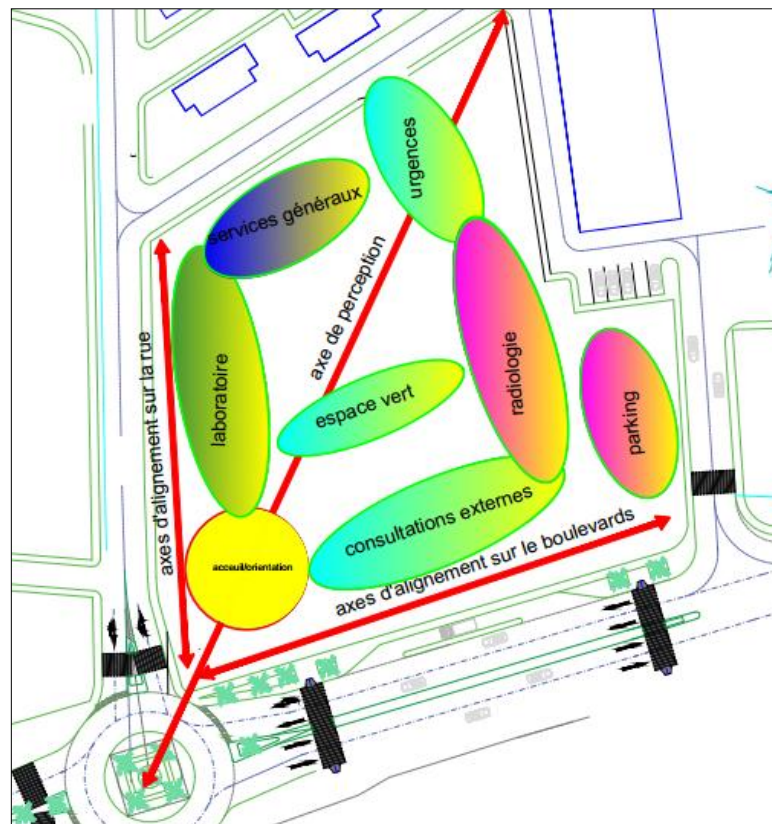 urgences
services généraux
axe de perception
axes d'alignement sur la rue
laboratoire
espace vert
radiologie
parking
consultations externes
acceuil/orientation
axes d'alignement sur le boulevards